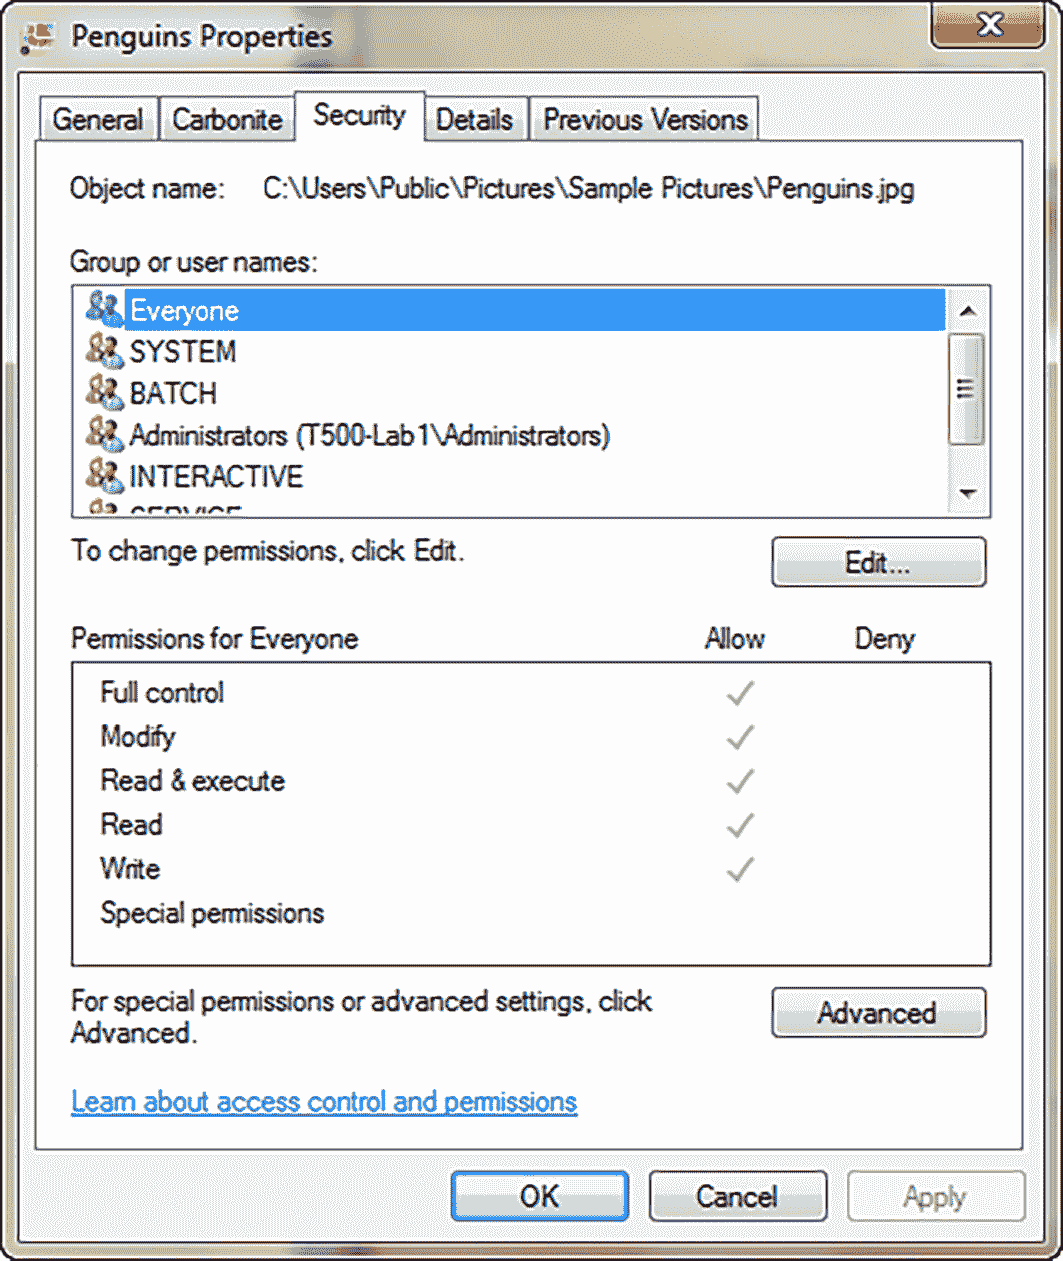 Penguins Properties
General Carbonite Security Details Previous Versions
Object name: C:\Users\Public\Pictures\Sample Pictures\Penguins.jpg
Group or user names:
Everyone
SYSTEM
BATCH
Administrators (T500-Lab1\Administrators)
INTERACTIVE
SERVICE
To change permissions, click Edit.
Edit...
Permissions for Everyone Allow Deny
Full control
Modify
Read & execute
Read
Write
Special permissions
For special permissions or advanced settings, click
Advanced.
Advanced
Learn about access control and permissions
OK Cancel Apply